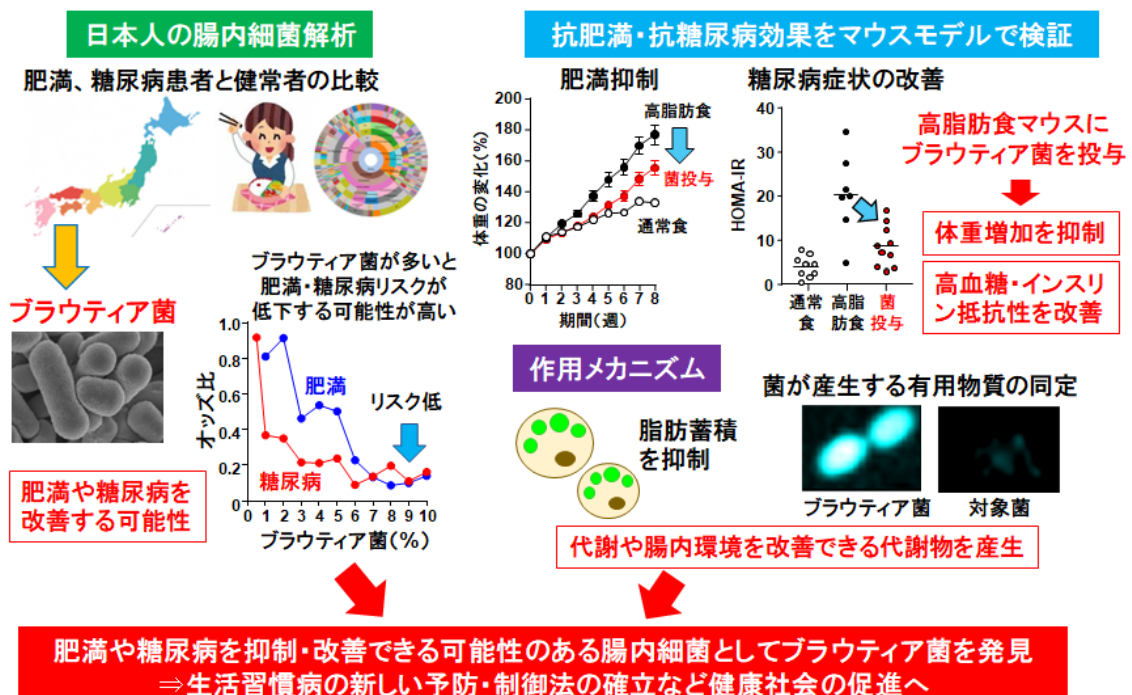 日本人の腸内細菌解析
肥満、糖尿病患者と健常者の比較
ブラウティア菌
肥満や糖尿病を
改善する可能性
ブラウティア菌が多いと
肥満・糖尿病リスクが
低下する可能性が高い
オッズ比
1.0
0.8
0.6
0.4
0.2
0
肥満
糖尿病
リスク低
1 2 3 4 5 6 7 8 9 10
ブラウティア菌(%)
抗肥満・抗糖尿病効果をマウスモデルで検証
肥満抑制
体重の変化(%)
200
180
160
140
120
100
80
高脂肪食
菌投与
通常食
0 1 2 3 4 5 6 7 8
期間(週)
糖尿病症状の改善
HOMA-IR
40
30
20
10
0
通常
食
高脂
肪食
菌
投与
高脂肪食マウスに
ブラウティア菌を投与
体重増加を抑制
高血糖・インスリ
ン抵抗性を改善
作用メカニズム
脂肪蓄積
を抑制
菌が産生する有用物質の同定
ブラウティア菌
対象菌
代謝や腸内環境を改善できる代謝物を産生
肥満や糖尿病を抑制・改善できる可能性のある腸内細菌としてブラウティア菌を発見
⇒生活習慣病の新しい予防・制御法の確立など健康社会の促進へ